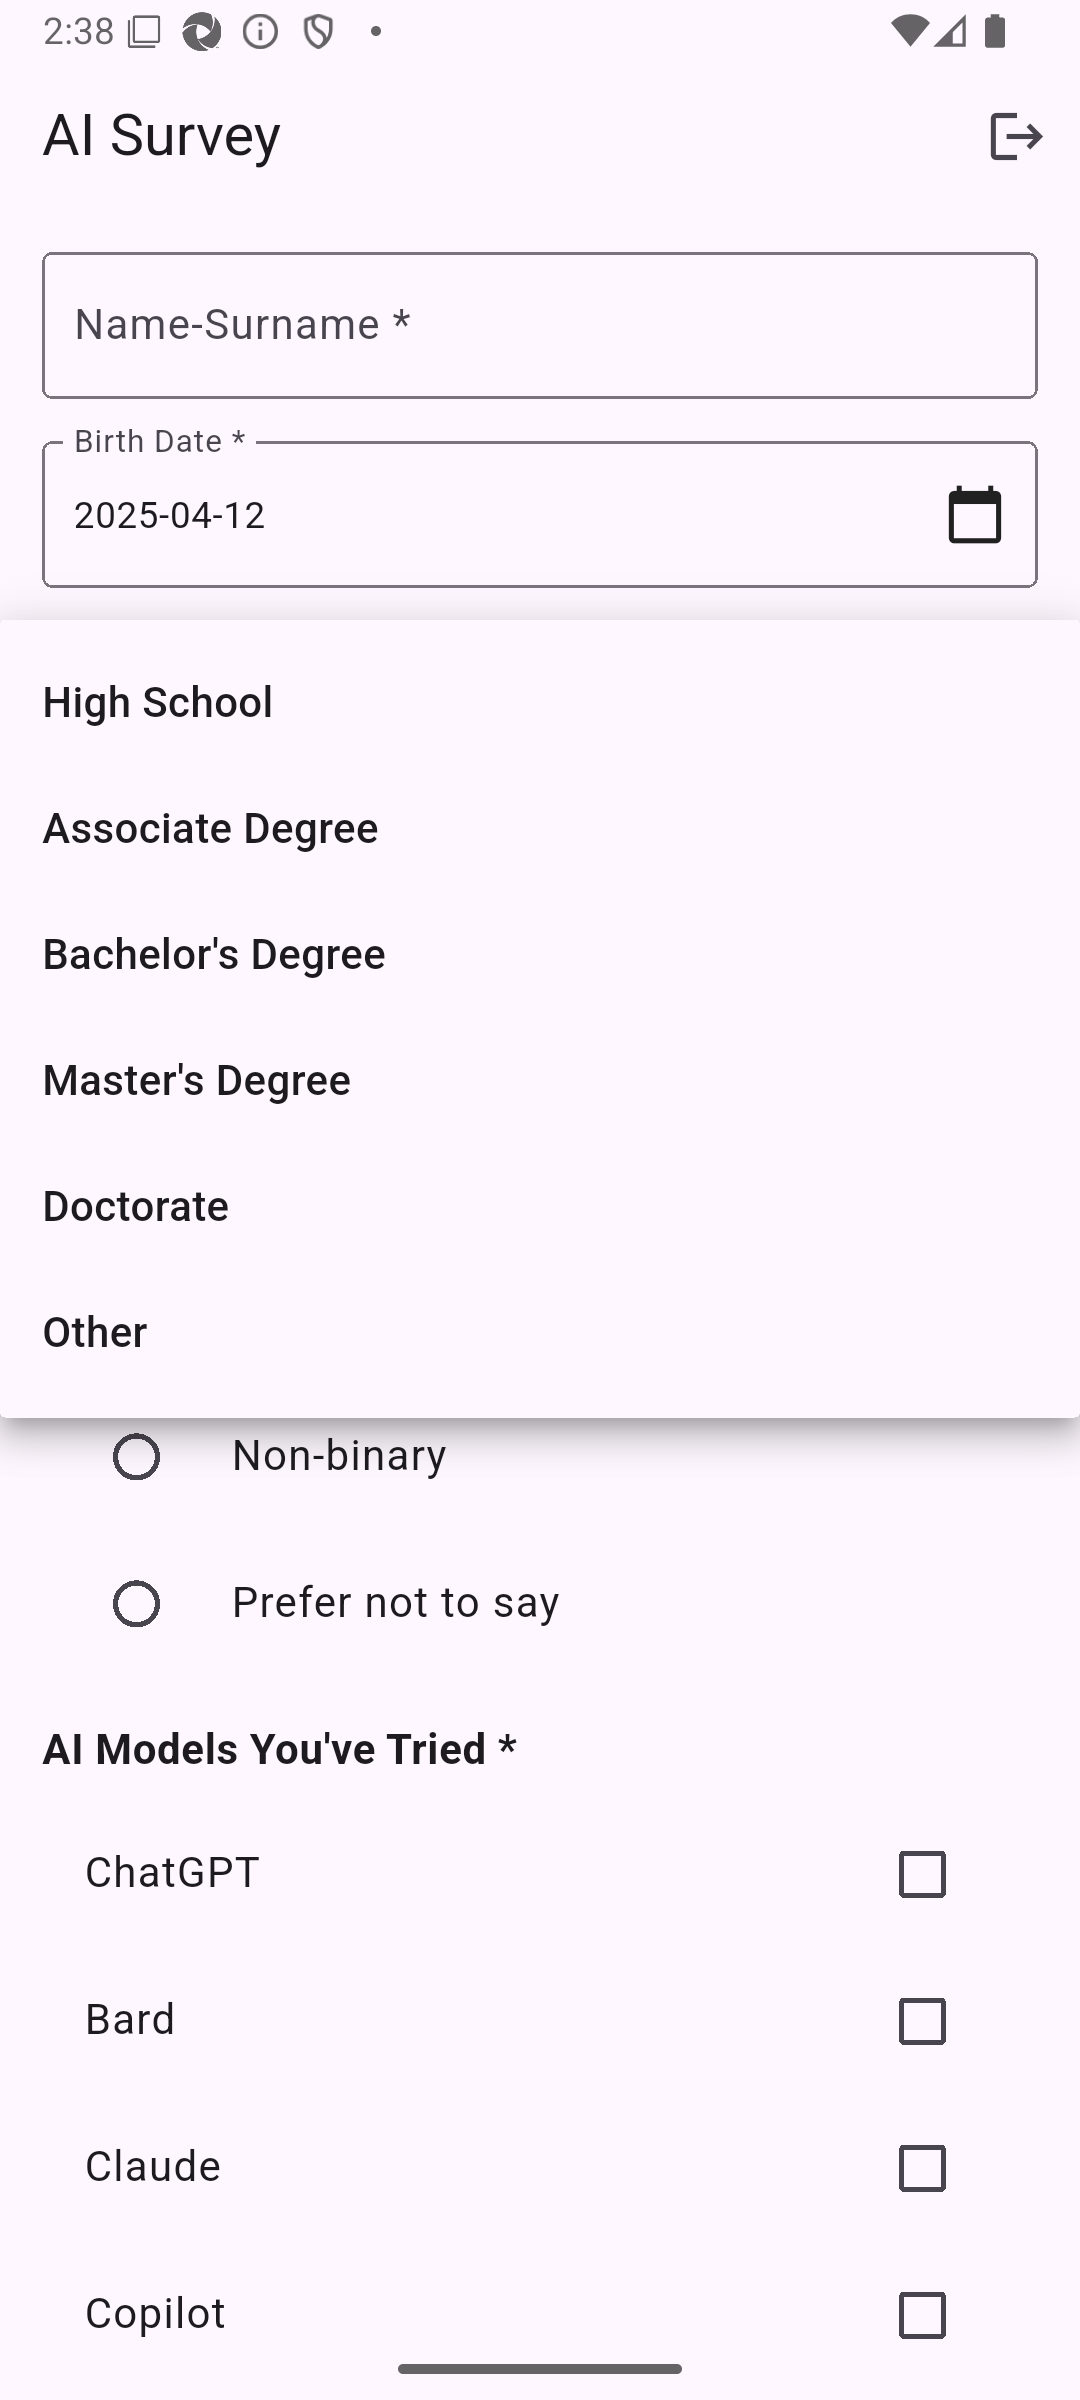 2:38
AI Survey
Name-Surname *
Birth Date *
2025-04-12
High School
Associate Degree
Bachelor's Degree
Master's Degree
Doctorate
Other
Non-binary
Prefer not to say
AI Models You've Tried *
ChatGPT
Bard
Claude
Copilot